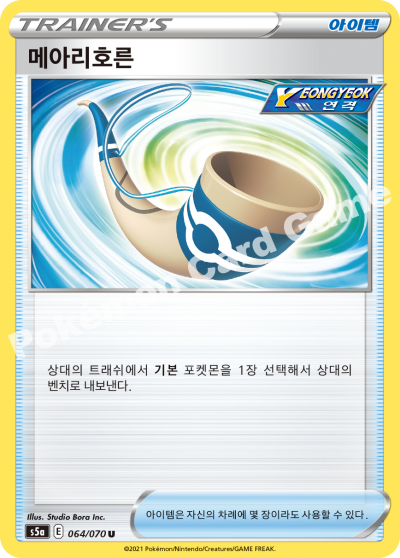 TRAINER'S
아이템
메아리호른
YEONGYEOK
연격
Pokémon Card Game
상대의 트래쉬에서 기본 포켓몬을 1장 선택해서 상대의
벤치로 내보낸다.
Illus. Studio Bora Inc.
s5a E 064/070 U
아이템은 자신의 차례에 몇 장이라도 사용할 수 있다.
©2021 Pokémon/Nintendo/Creatures/GAME FREAK.